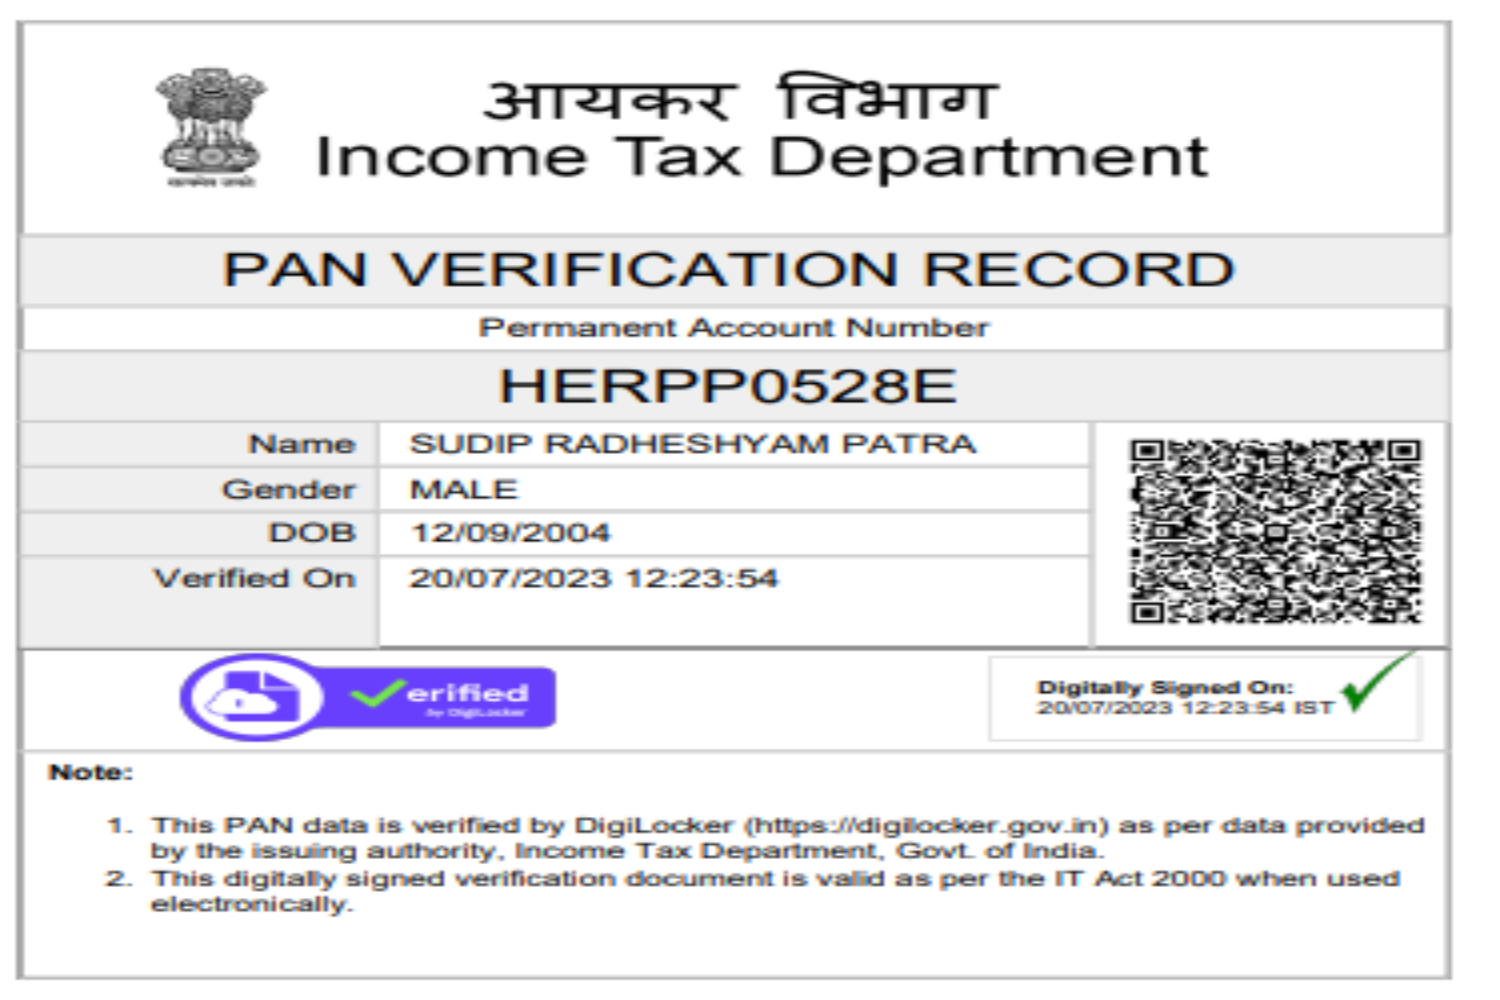 आयकर विभाग
Income Tax Department
PAN VERIFICATION RECORD
Permanent Account Number
HERPP0528E
Name SUDIP RADHESHYAM PATRA
Gender MALE
DOB 12/09/2004
Verified On 20/07/2023 12:23:54
erified
by DigiLocker
Digitally Signed On:
20/07/2023 12:23:54 IST
Note:
1. This PAN data is verified by DigiLocker (https://digilocker.gov.in) as per data provided
by the issuing authority, Income Tax Department, Govt. of India.
2. This digitally signed verification document is valid as per the IT Act 2000 when used
electronically.